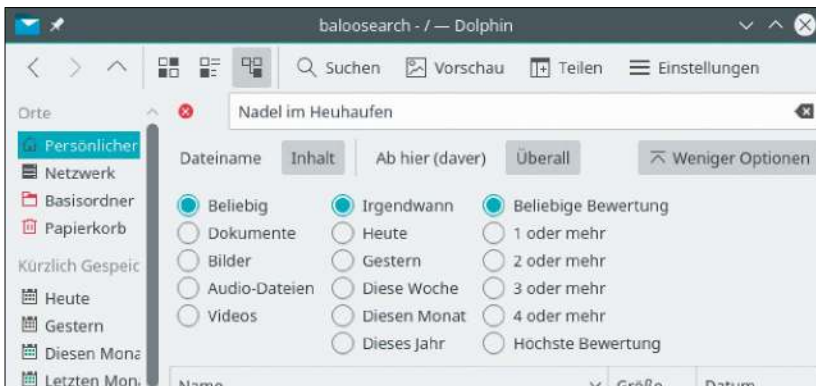 baloosearch - / — Dolphin
Suchen Vorschau Teilen Einstellungen
Orte
Persönlicher
Netzwerk
Basisordner
Papierkorb
Kürzlich Gespeic
Heute
Gestern
Diesen Mona
Letzten Mon
Nadel im Heuhaufen
Dateiname Inhalt Ab hier (daver) Überall Weniger Optionen
Beliebig
Dokumente
Bilder
Audio-Dateien
Videos
Irgendwann
Heute
Gestern
Diese Woche
Diesen Monat
Dieses Jahr
Beliebige Bewertung
1 oder mehr
2 oder mehr
3 oder mehr
4 oder mehr
Höchste Bewertung
Name Größe Datum